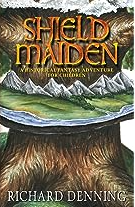 SHIELD
MAIDEN
A HISTORICAL FANTASY ADVENTURE
FOR CHILDREN
RICHARD DENNING